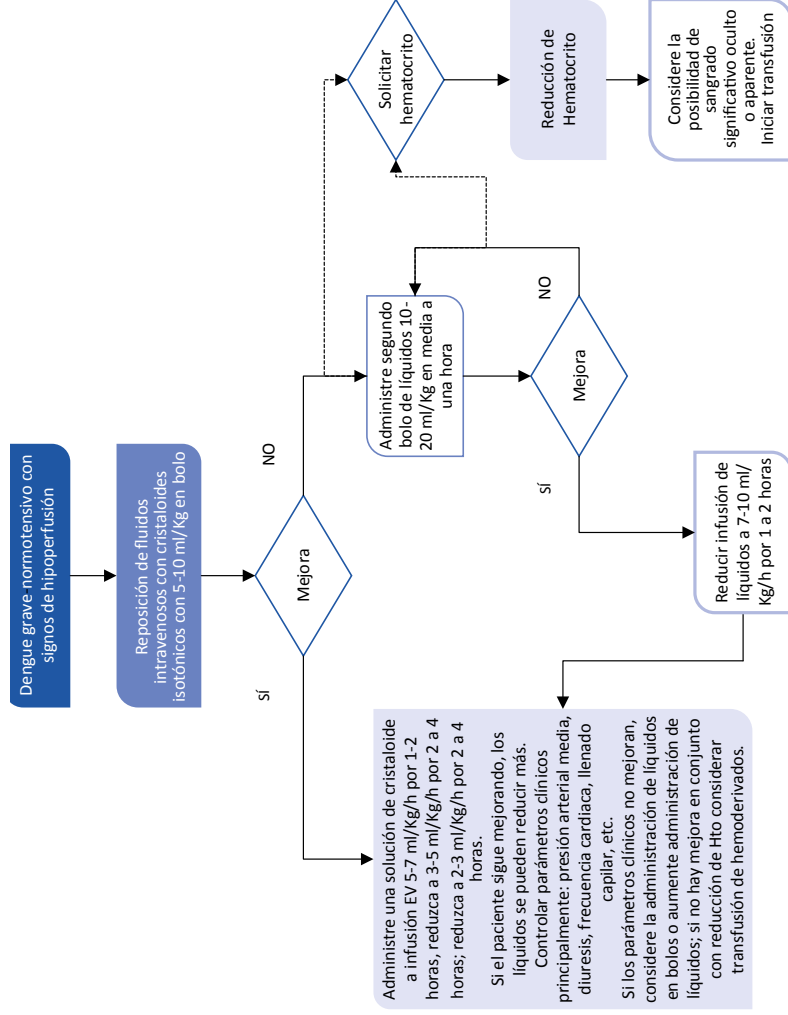 Dengue grave-normotensivo con
signos de hipoperfusión
Reposición de fluidos
intravenosos con cristaloides
isotónicos con 5-10 ml/Kg en bolo
Mejora
SÍ
NO
Administre una solución de cristaloide
a infusión EV 5-7 ml/Kg/h por 1-2
horas, reduzca a 3-5 ml/Kg/h por 2 a 4
horas; reduzca a 2-3 ml/Kg/h por 2 a 4
horas.
Si el paciente sigue mejorando, los
líquidos se pueden reducir más.
Controlar parámetros clínicos
principalmente: presión arterial media,
diuresis, frecuencia cardiaca, llenado
capilar, etc.
Si los parámetros clínicos no mejoran,
considere la administración de líquidos
en bolos o aumente administración de
líquidos; si no hay mejora en conjunto
con reducción de Hto considerar
transfusión de hemoderivados.
Administre segundo
bolo de líquidos 10-
20 ml/Kg en media a
una hora
Mejora
SÍ
NO
Reducir infusión de
líquidos a 7-10 ml/
Kg/h por 1 a 2 horas
Solicitar
hematocrito
Reducción de
Hematocrito
Considere la
posibilidad de
sangrado
significativo oculto
o aparente.
Iniciar transfusión